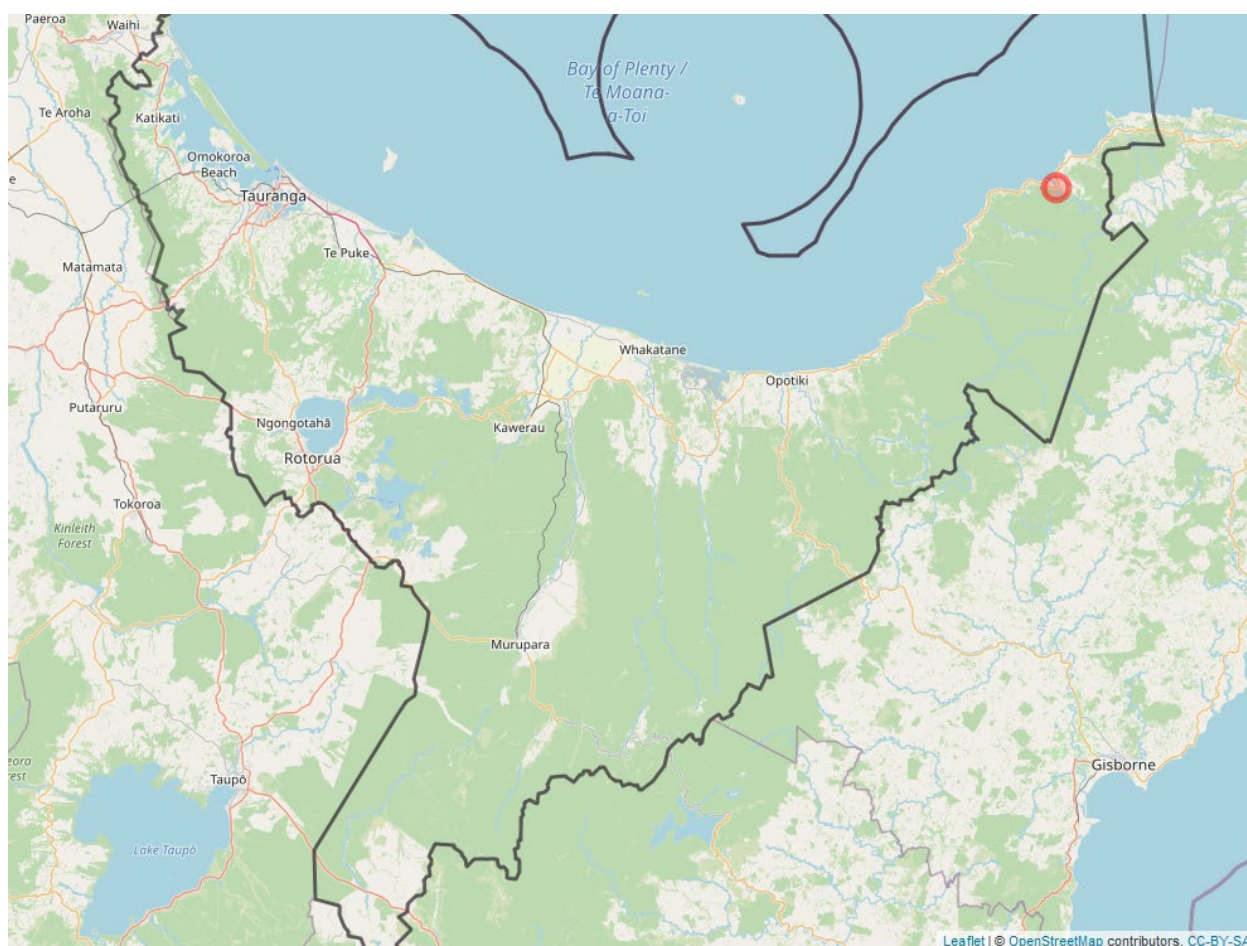 Paeroa
Waihi
Bay of Plenty /
Te Moana-
a-Toi
Te Aroha
Katikati
Omokoroa
Beach
Tauranga
Te Puke
Matamata
Whakatane
Opotiki
Putaruru
Ngongotahā
Kawerau
Rotorua
Tokoroa
Kinleith
Forest
Murupara
Taupō
Gisborne
Lake Taupō
Leaflet | © OpenStreetMap contributors, CC-BY-SA